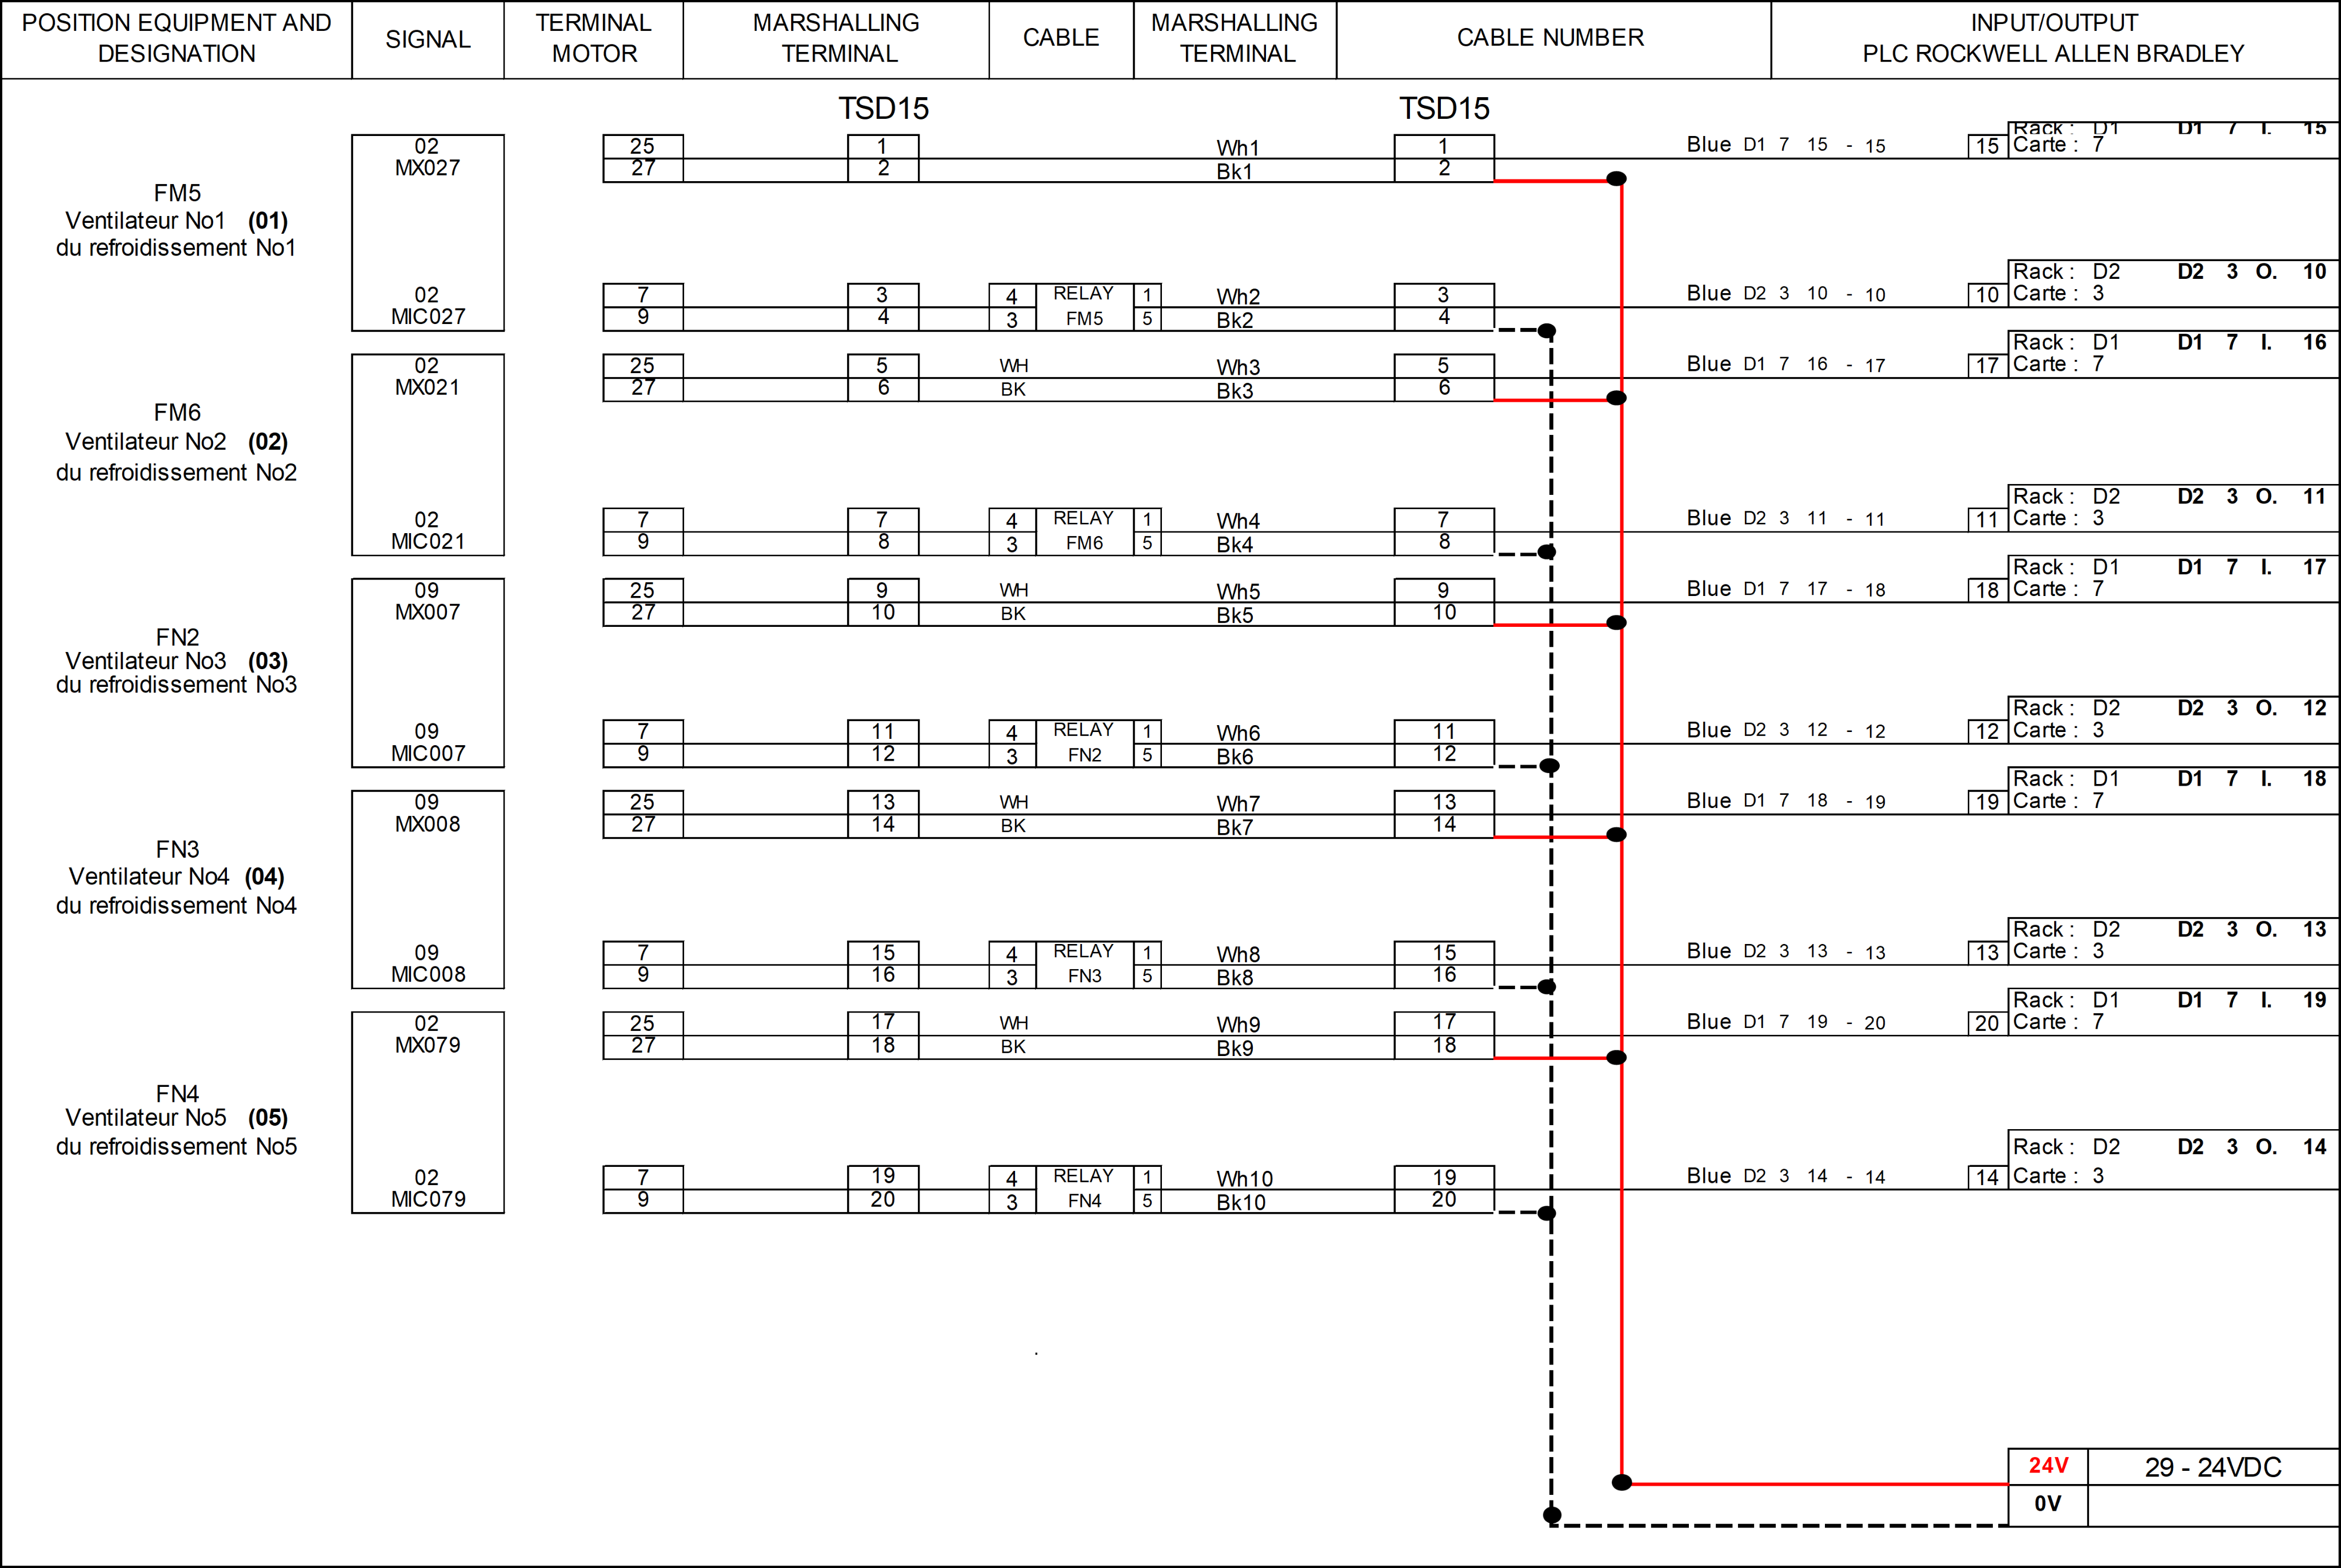 POSITION EQUIPMENT AND DESIGNATION SIGNAL TERMINAL MOTOR MARSHALLING TERMINAL CABLE MARSHALLING TERMINAL CABLE NUMBER INPUT/OUTPUT PLC ROCKWELL ALLEN BRADLEY
TSD15 TSD15
02 25 1 Wh1 1 Blue D1 7 15 - 15 15 Rack : D1 D1 7 I. 15
MX027 27 2 Bk1 2 Carte : 7
FM5
Ventilateur No1 (01)
du refroidissement No1
02 7 3 4 RELAY 1 Wh2 3 Blue D2 3 10 - 10 10 Rack : D2 D2 3 O. 10
MIC027 9 4 3 FM5 5 Bk2 4 Carte : 3
02 25 5 WH Wh3 5 Blue D1 7 16 - 17 17 Rack : D1 D1 7 I. 16
MX021 27 6 BK Bk3 6 Carte : 7
FM6
Ventilateur No2 (02)
du refroidissement No2
02 7 7 4 RELAY 1 Wh4 7 Blue D2 3 11 - 11 11 Rack : D2 D2 3 O. 11
MIC021 9 8 3 FM6 5 Bk4 8 Carte : 3
09 25 9 WH Wh5 9 Blue D1 7 17 - 18 18 Rack : D1 D1 7 I. 17
MX007 27 10 BK Bk5 10 Carte : 7
FN2
Ventilateur No3 (03)
du refroidissement No3
09 7 11 4 RELAY 1 Wh6 11 Blue D2 3 12 - 12 12 Rack : D2 D2 3 O. 12
MIC007 9 12 3 FN2 5 Bk6 12 Carte : 3
09 25 13 WH Wh7 13 Blue D1 7 18 - 19 19 Rack : D1 D1 7 I. 18
MX008 27 14 BK Bk7 14 Carte : 7
FN3
Ventilateur No4 (04)
du refroidissement No4
09 7 15 4 RELAY 1 Wh8 15 Blue D2 3 13 - 13 13 Rack : D2 D2 3 O. 13
MIC008 9 16 3 FN3 5 Bk8 16 Carte : 3
02 25 17 WH Wh9 17 Blue D1 7 19 - 20 20 Rack : D1 D1 7 I. 19
MX079 27 18 BK Bk9 18 Carte : 7
FN4
Ventilateur No5 (05)
du refroidissement No5
02 7 19 4 RELAY 1 Wh10 19 Blue D2 3 14 - 14 14 Rack : D2 D2 3 O. 14
MIC079 9 20 3 FN4 5 Bk10 20 Carte : 3
24V 29 - 24VDC
0V